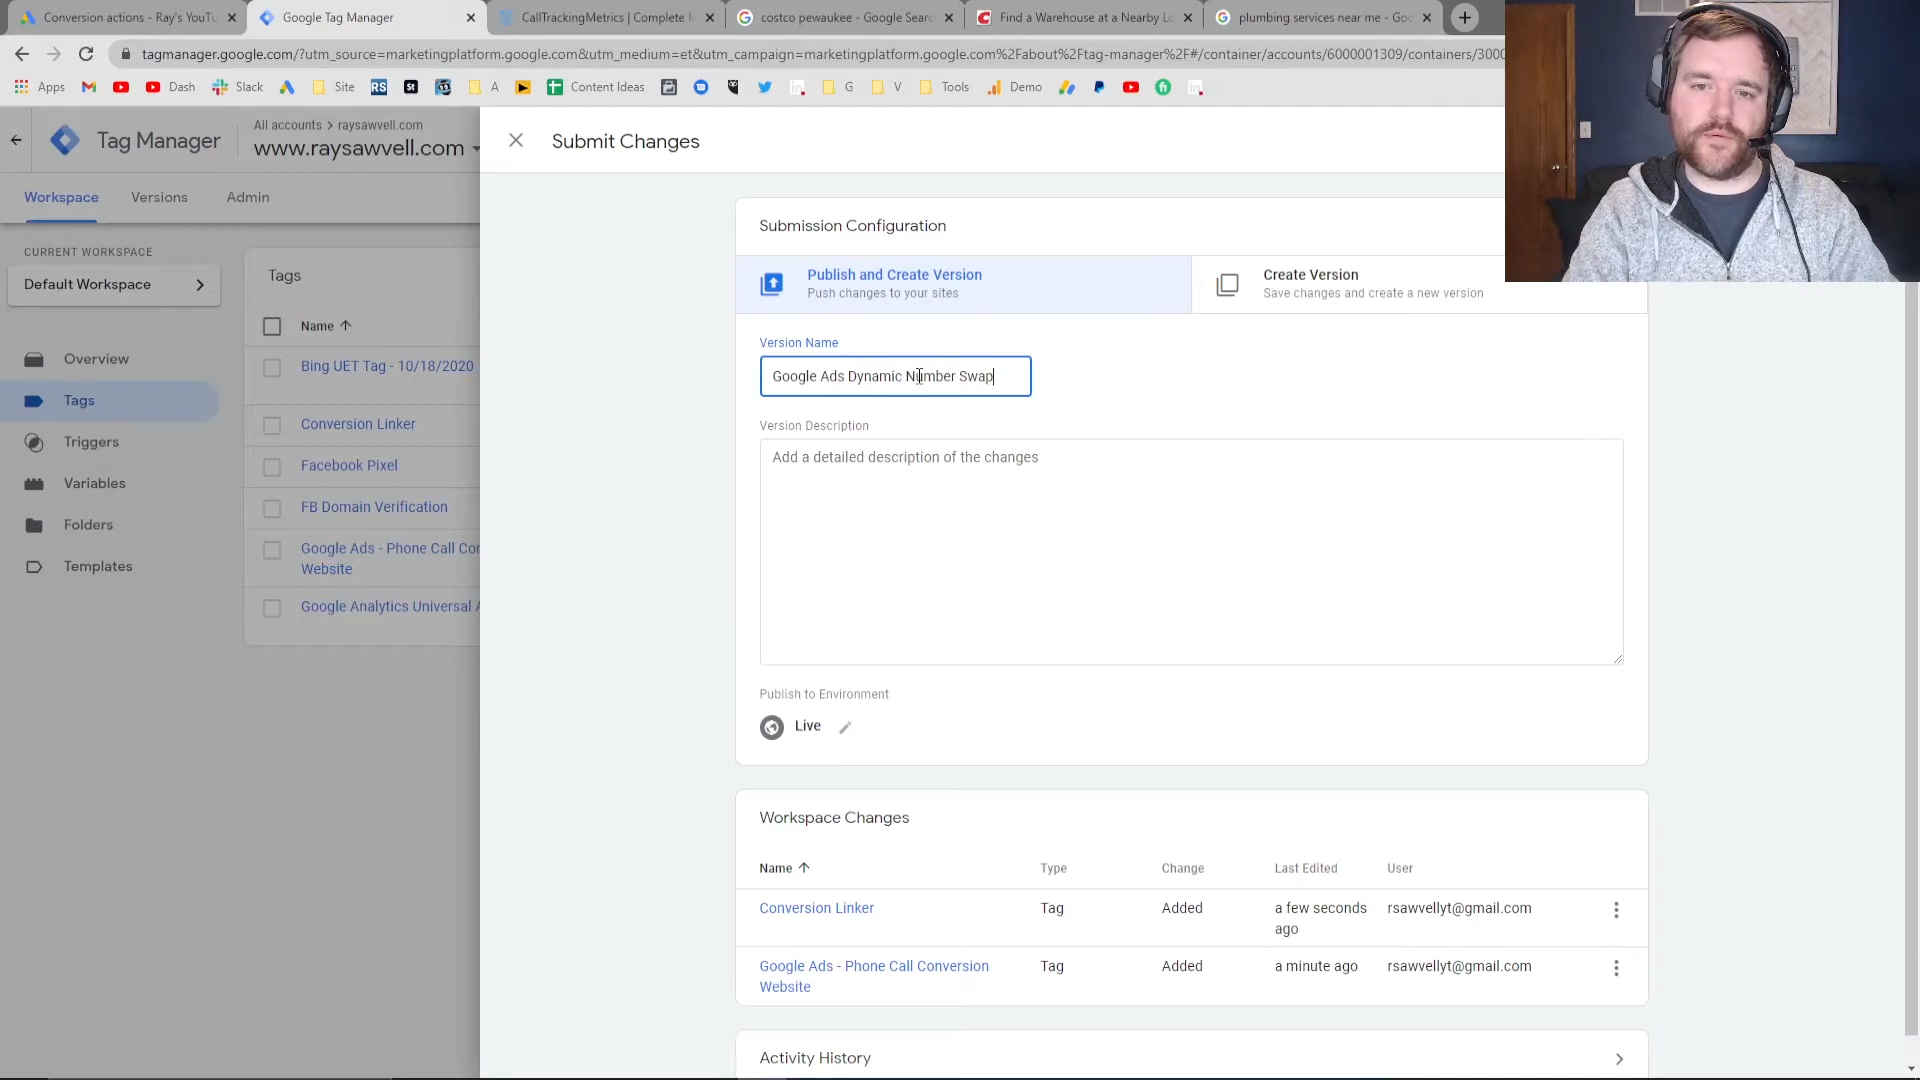 Conversion actions - Ray's YouTu
Google Tag Manager
CallTrackingMetrics | Complete M
costco pewaukee - Google Searc
Find a Warehouse at a Nearby Lo
plumbing services near me - Goo
tagmanager.google.com/?utm_source=marketingplatform.google.com&utm_medium=et&utm_campaign=marketingplatform.google.com%2Fabout%2Ftag-manager%2F#/container/accounts/6000001309/containers/3000
Apps
Dash
Slack
Site
RS
St
A
Content Ideas
G
V
Tools
Demo
Tag Manager
All accounts > raysawvell.com
www.raysawvell.com
Submit Changes
Workspace
Versions
Admin
CURRENT WORKSPACE
Default Workspace
Overview
Tags
Triggers
Variables
Folders
Templates
Tags
Name
Bing UET Tag - 10/18/2020
Conversion Linker
Facebook Pixel
FB Domain Verification
Google Ads - Phone Call Con
Website
Google Analytics Universal A
Submission Configuration
Publish and Create Version
Push changes to your sites
Create Version
Save changes and create a new version
Version Name
Google Ads Dynamic Number Swap
Version Description
Add a detailed description of the changes
Publish to Environment
Live
Workspace Changes
Name Type Change Last Edited User
Conversion Linker Tag Added a few seconds rsawvellyt@gmail.com
ago
Google Ads - Phone Call Conversion Tag Added a minute ago rsawvellyt@gmail.com
Website
Activity History